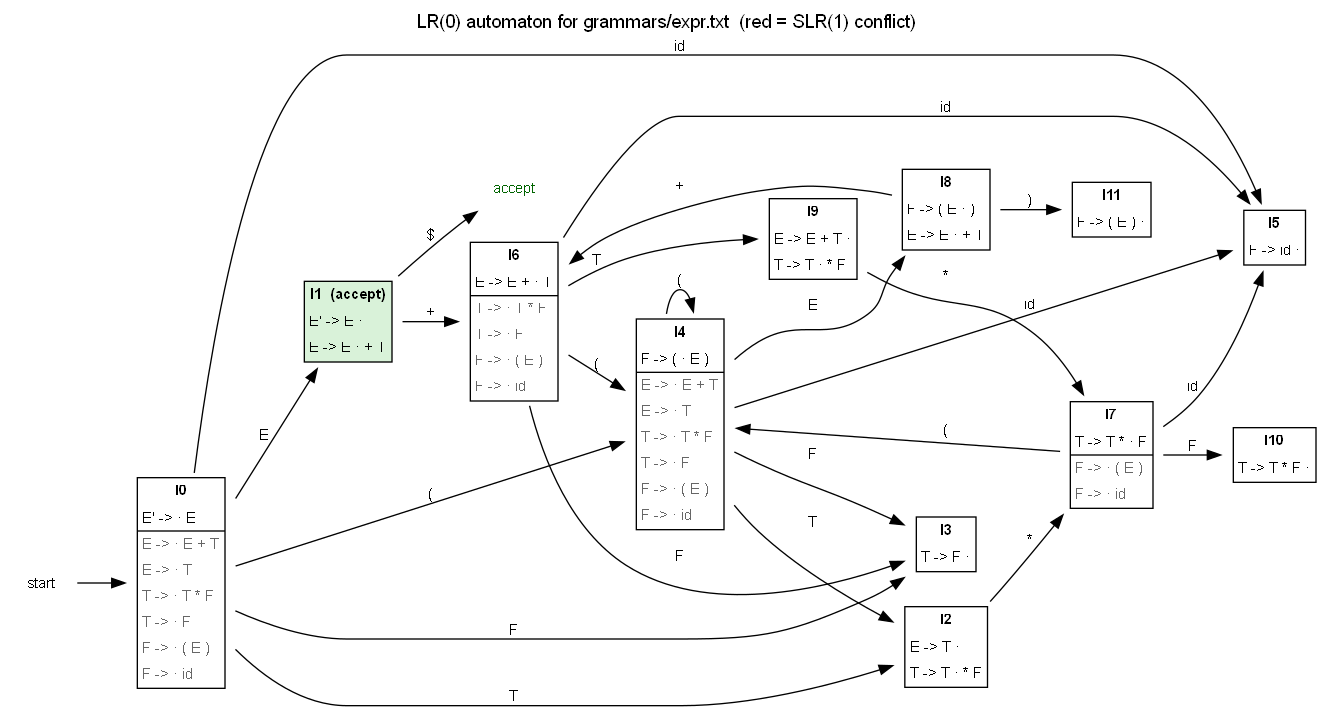 LR(0) automaton for grammars/expr.txt (red = SLR(1) conflict)
id
id
accept
+
$
T
(
*
E
id
(
F
T
F
(
+
E
(
F
T
*
id
F
)
start
I0
E' -> · E
E -> · E + T
E -> · T
T -> · T * F
T -> · F
F -> · ( E )
F -> · id
I1 (accept)
E' -> E ·
E -> E · + T
I6
E -> E + · T
T -> · T * F
T -> · F
F -> · ( E )
F -> · id
I4
F -> ( · E )
E -> · E + T
E -> · T
T -> · T * F
T -> · F
F -> · ( E )
F -> · id
I9
E -> E + T ·
T -> T · * F
I8
F -> ( E · )
E -> E · + T
I11
F -> ( E ) ·
I5
F -> id ·
I7
T -> T * · F
F -> · ( E )
F -> · id
I10
T -> T * F ·
I3
T -> F ·
I2
E -> T ·
T -> T · * F